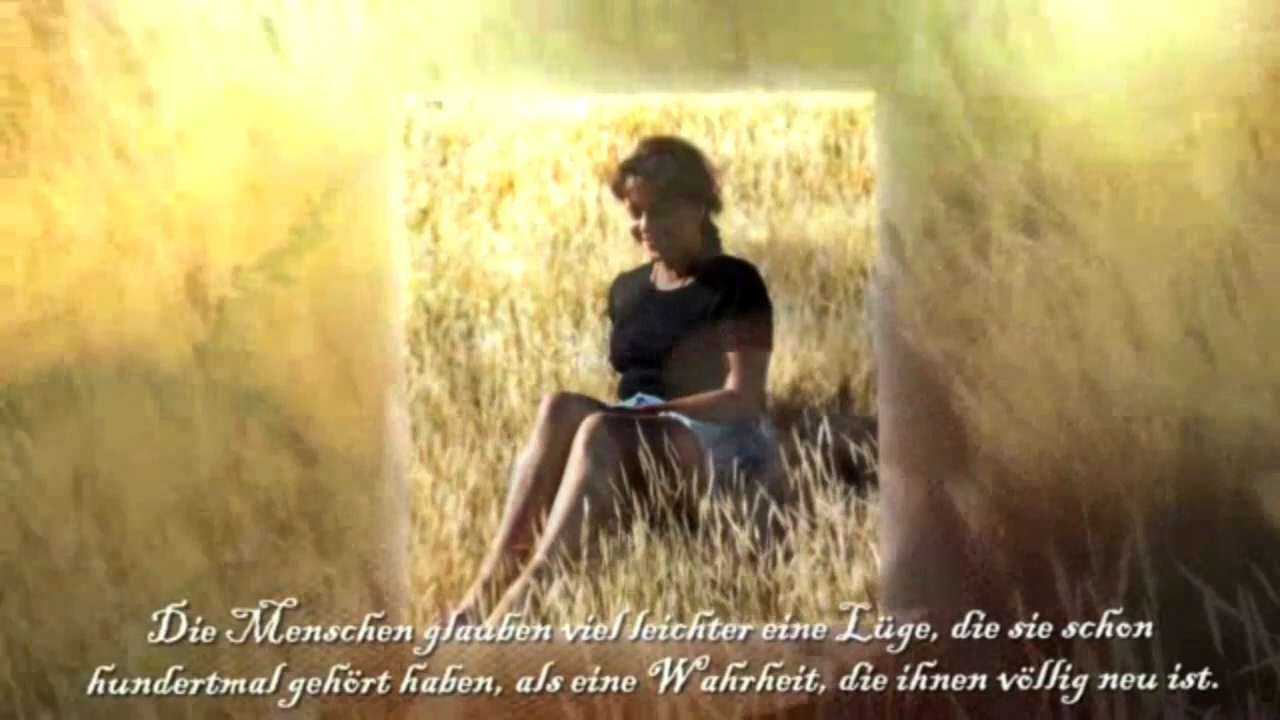 Die Menschen glauben viel leichter eine Lüge, die sie schon
hundertmal gehört haben, als eine Wahrheit, die ihnen völlig neu ist.